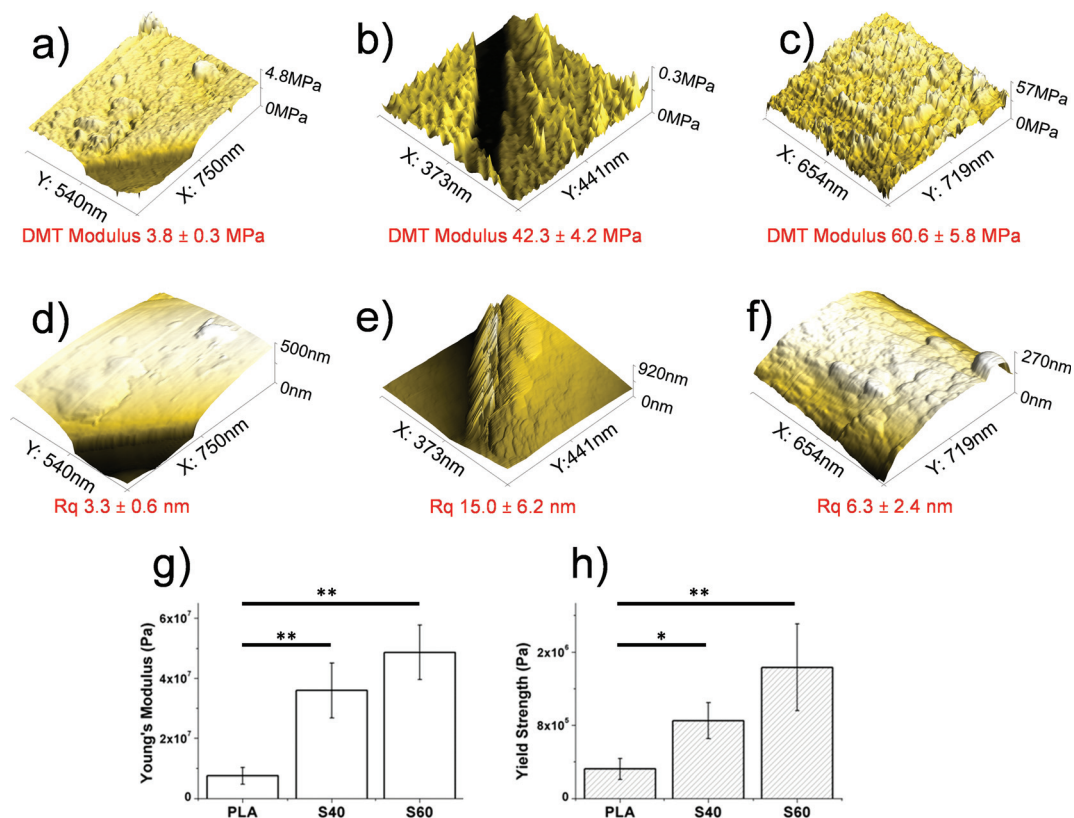 a)
4.8MPa
0MPa
X: 750nm
Y: 540nm
DMT Modulus 3.8 ± 0.3 MPa
b)
0.3MPa
0MPa
X: 373nm
Y:441nm
DMT Modulus 42.3 ± 4.2 MPa
c)
57MPa
0MPa
X: 654nm
Y: 719nm
DMT Modulus 60.6 ± 5.8 MPa
d)
500nm
0nm
X: 750nm
Y: 540nm
Rq 3.3 ± 0.6 nm
e)
920nm
0nm
X: 373nm
Y:441nm
Rq 15.0 ± 6.2 nm
f)
270nm
0nm
X: 654nm
Y: 719nm
Rq 6.3 ± 2.4 nm
g)
Young's Modulus (Pa)
6x10⁷
4x10⁷
2x10⁷
0
**
**
PLA
S40
S60
h)
Yield Strength (Pa)
2x10⁶
8x10⁵
0
**
*
PLA
S40
S60